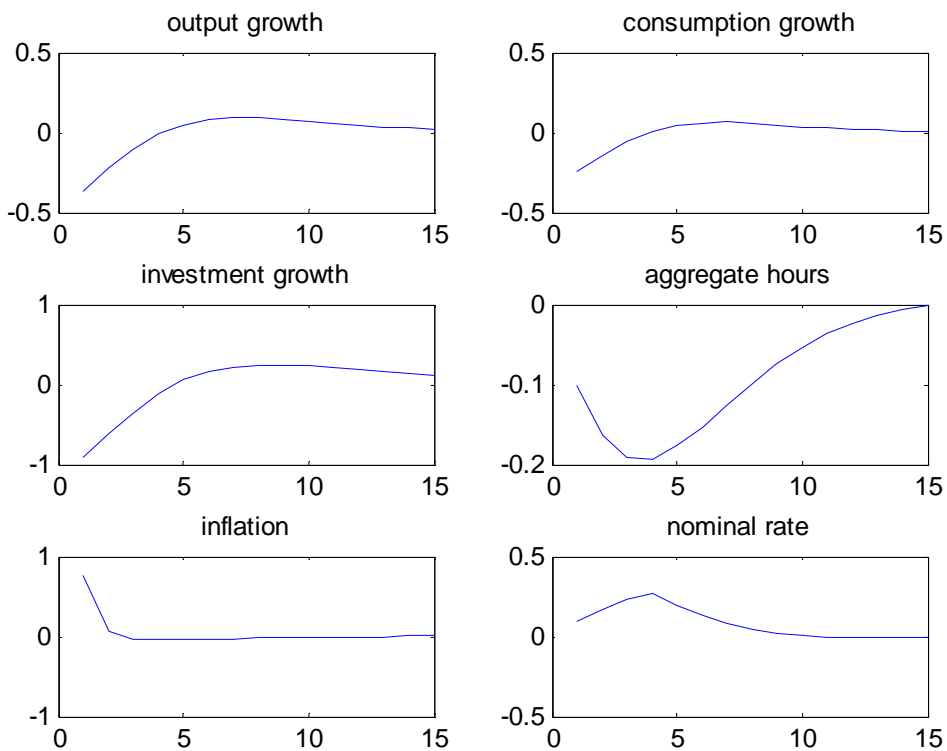 output growth
0.5
0
-0.5
0 5 10 15
consumption growth
0.5
0
-0.5
0 5 10 15
investment growth
1
0
-1
0 5 10 15
aggregate hours
0
-0.1
-0.2
0 5 10 15
inflation
1
0
-1
0 5 10 15
nominal rate
0.5
0
-0.5
0 5 10 15